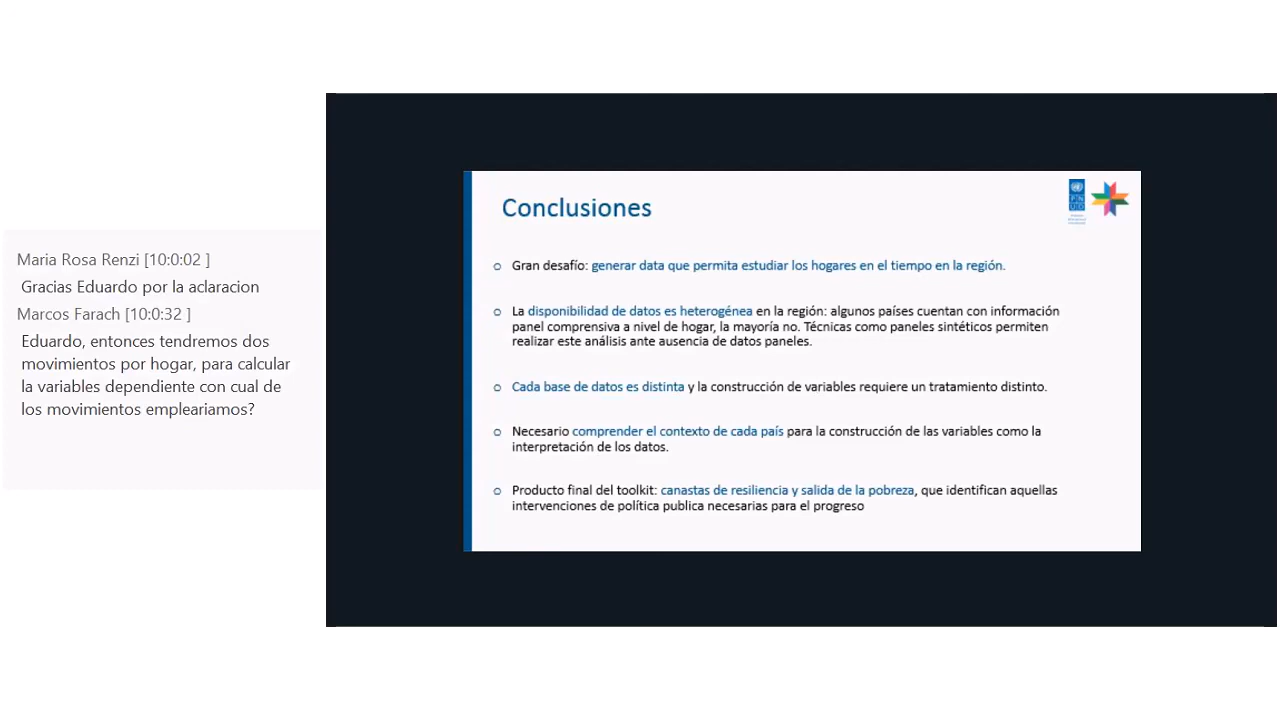 Maria Rosa Renzi [10:0:02 ]
Gracias Eduardo por la aclaracion
Marcos Farach [10:0:32 ]
Eduardo, entonces tendremos dos
movimientos por hogar, para calcular
la variables dependiente con cual de
los movimientos empleariamos?
Conclusiones
P N
U D
o Gran desafío: generar data que permita estudiar los hogares en el tiempo en la región.
o La disponibilidad de datos es heterogénea en la región: algunos países cuentan con información
panel comprensiva a nivel de hogar, la mayoría no. Técnicas como paneles sintéticos permiten
realizar este análisis ante ausencia de datos paneles.
o Cada base de datos es distinta y la construcción de variables requiere un tratamiento distinto.
o Necesario comprender el contexto de cada país para la construcción de las variables como la
interpretación de los datos.
o Producto final del toolkit: canastas de resiliencia y salida de la pobreza, que identifican aquellas
intervenciones de política publica necesarias para el progreso